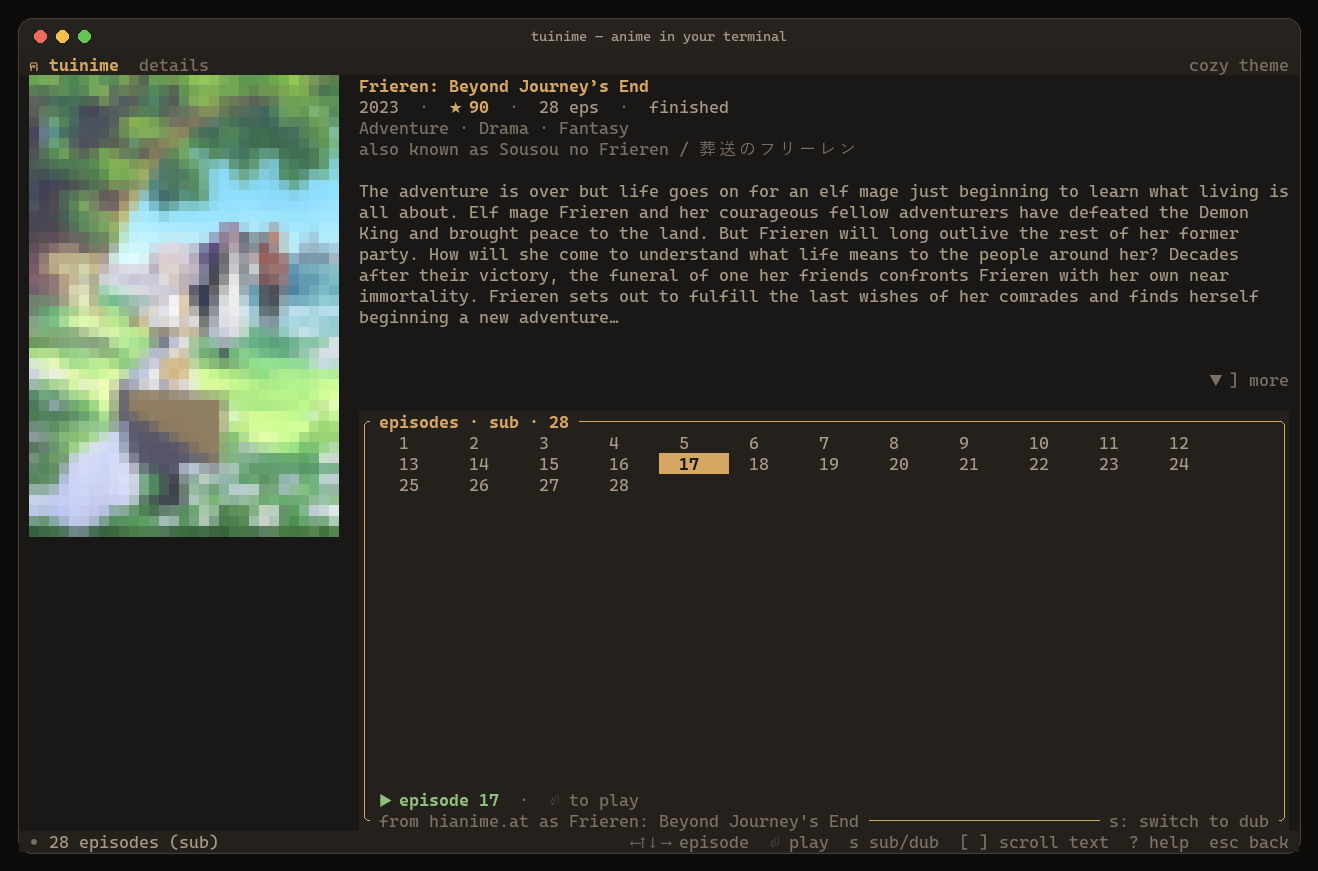 tuinime — anime in your terminal
tuinime details cozy theme
Frieren: Beyond Journey’s End
2023 · ★ 90 · 28 eps · finished
Adventure · Drama · Fantasy
also known as Sousou no Frieren / 葬送のフリーレン
The adventure is over but life goes on for an elf mage just beginning to learn what living is
all about. Elf mage Frieren and her courageous fellow adventurers have defeated the Demon
King and brought peace to the land. But Frieren will long outlive the rest of her former
party. How will she come to understand what life means to the people around her? Decades
after their victory, the funeral of one her friends confronts Frieren with her own near
immortality. Frieren sets out to fulfill the last wishes of her comrades and finds herself
beginning a new adventure…
▼ ] more
episodes · sub · 28
1 2 3 4 5 6 7 8 9 10 11 12
13 14 15 16 17 18 19 20 21 22 23 24
25 26 27 28
▶ episode 17 · ⏎ to play
from hianime.at as Frieren: Beyond Journey's End s: switch to dub
• 28 episodes (sub) ←↑↓→ episode ⏎ play s sub/dub [ ] scroll text ? help esc back